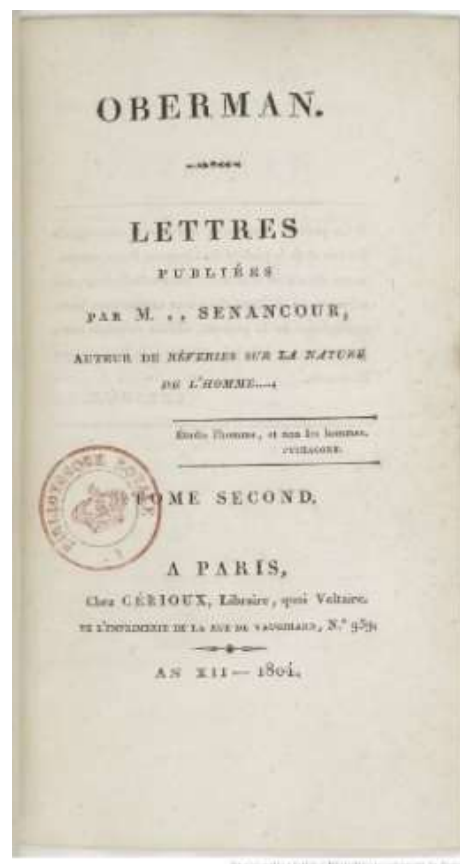 OBERMAN.
LETTRES
PUBLIÉES
PAR M. . . SENANCOUR,
AUTEUR DE RÊVERIES SUR LA NATURE
DE L'HOMME....,
Étudie l'homme, et non les hommes.
PYTHAGORE.
TOME SECOND.
A PARIS,
Chez CÉRIOUX, Libraire, quai Voltaire.
DE L'IMPRIMERIE DE LA RUE DE VAUGIRARD, N.°
AN XII — 1804.